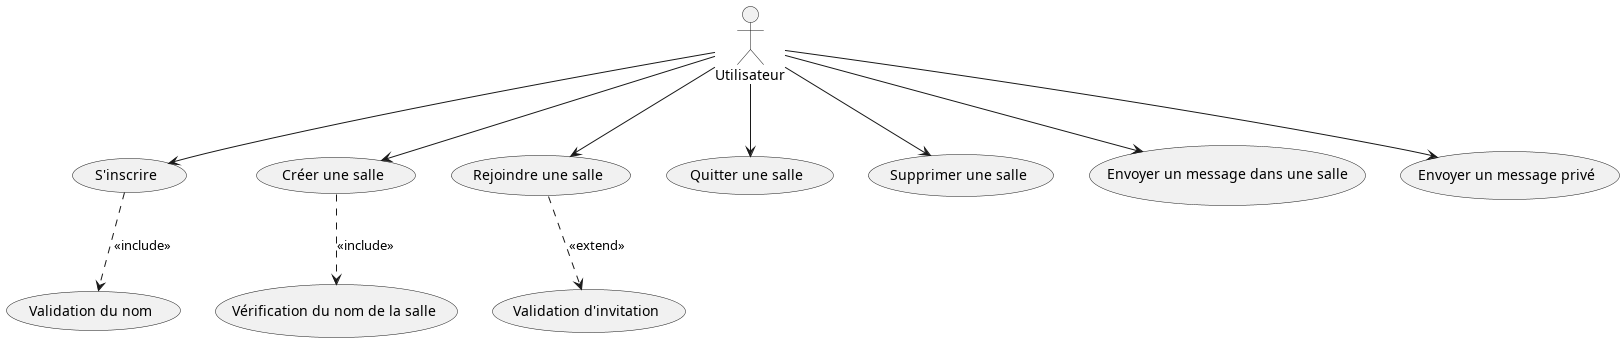 Utilisateur
S'inscrire
Créer une salle
Rejoindre une salle
Quitter une salle
Supprimer une salle
Envoyer un message dans une salle
Envoyer un message privé
«include»
«include»
«extend»
Validation du nom
Vérification du nom de la salle
Validation d'invitation